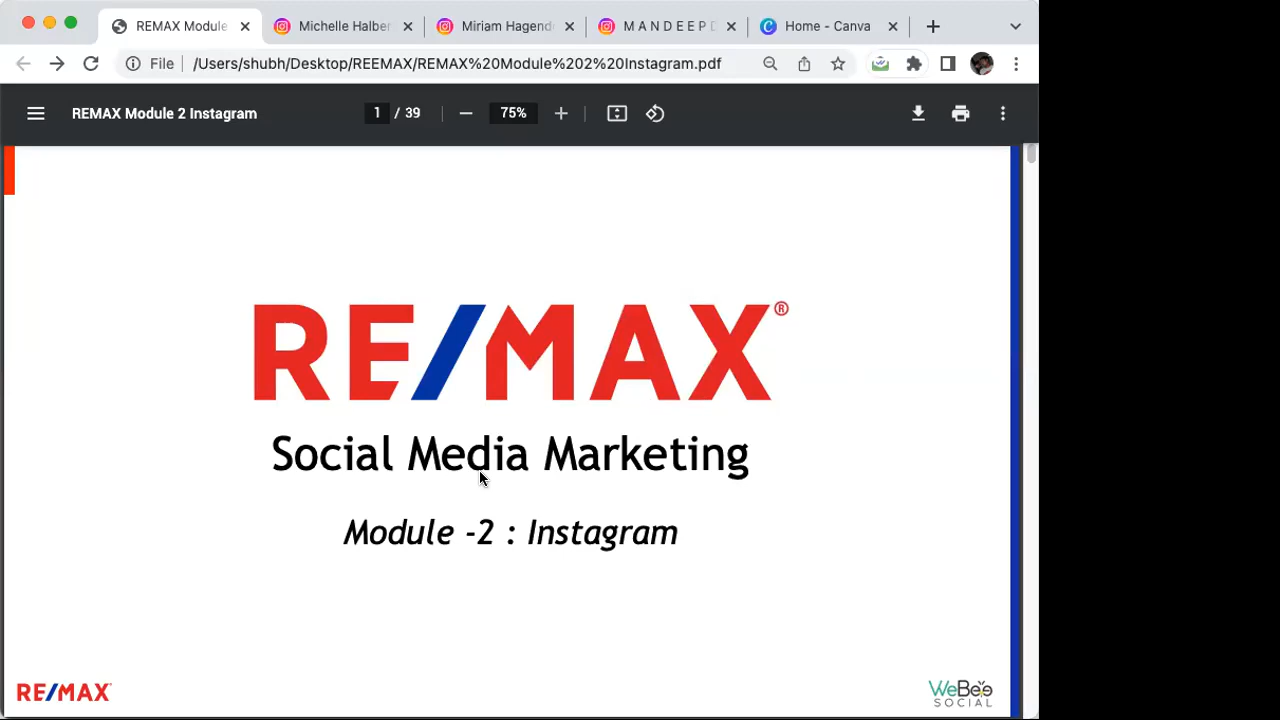 REMAX Module
Michelle Halber
Miriam Hagend
M A N D E E P D
Home - Canva
File
/Users/shubh/Desktop/REEMAX/REMAX%20Module%202%20Instagram.pdf
REMAX Module 2 Instagram
1 / 39
75%
RE/MAX®
Social Media Marketing
Module -2 : Instagram
RE/MAX
WeBee
SOCIAL